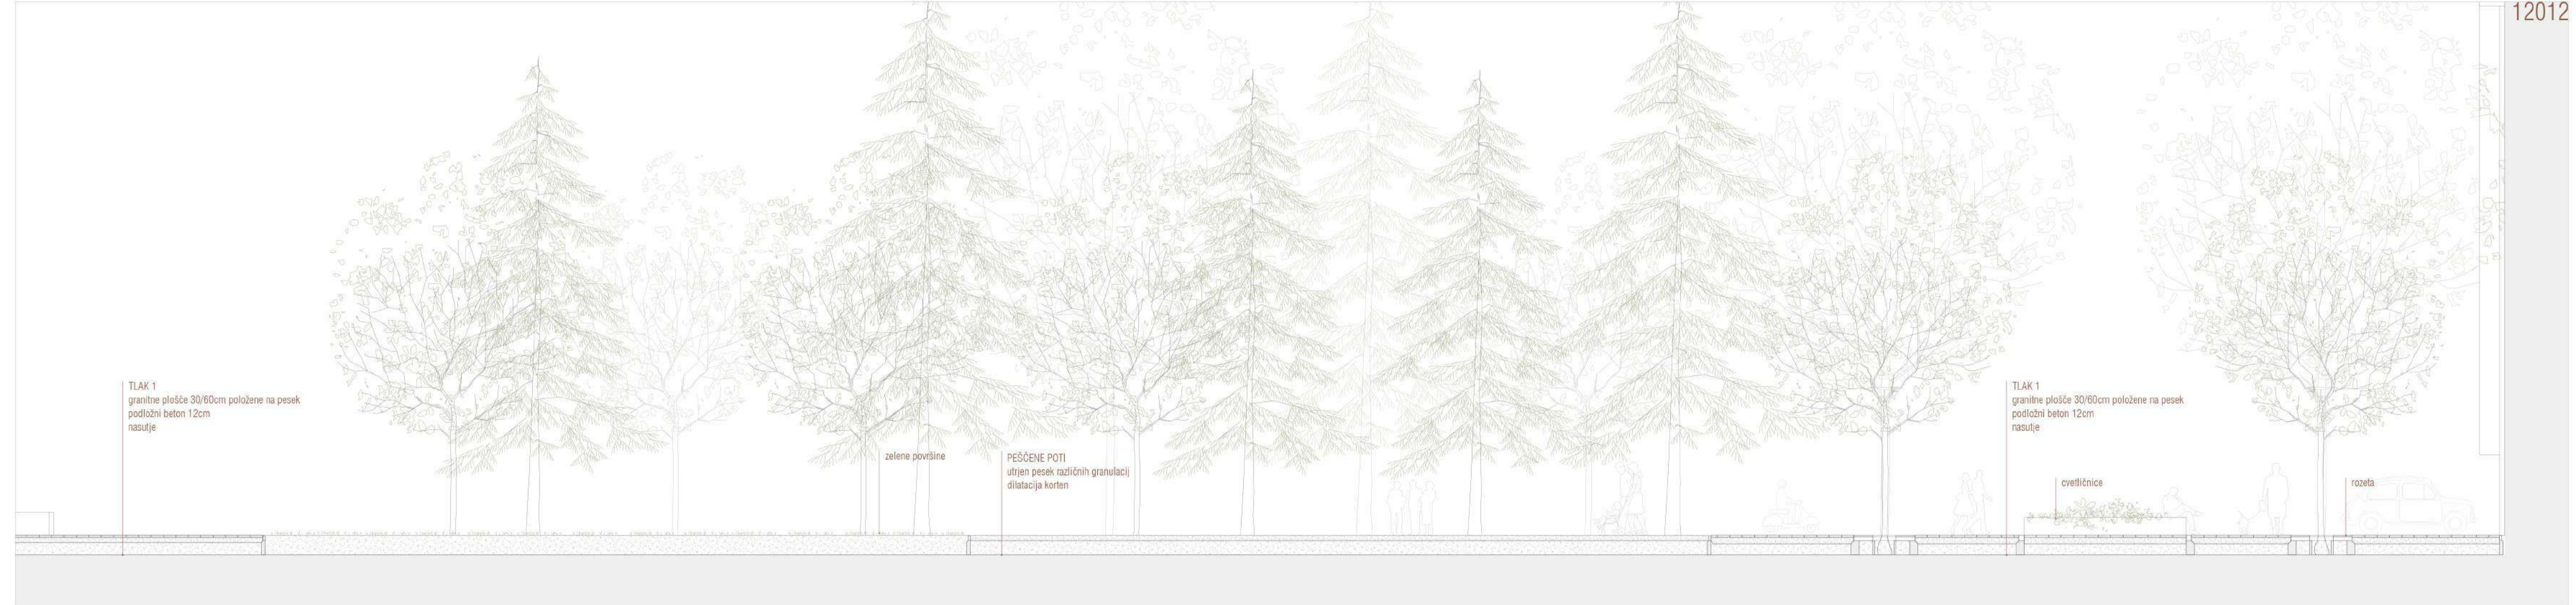 12012
TLAK 1
granitne plošče 30/60cm položene na pesek
podložni beton 12cm
nasutje
zelene površine
PEŠČENE POTI
utrjen pesek različnih granulacij
dilatacija korten
TLAK 1
granitne plošče 30/60cm položene na pesek
podložni beton 12cm
nasutje
cvetličnice
rozeta